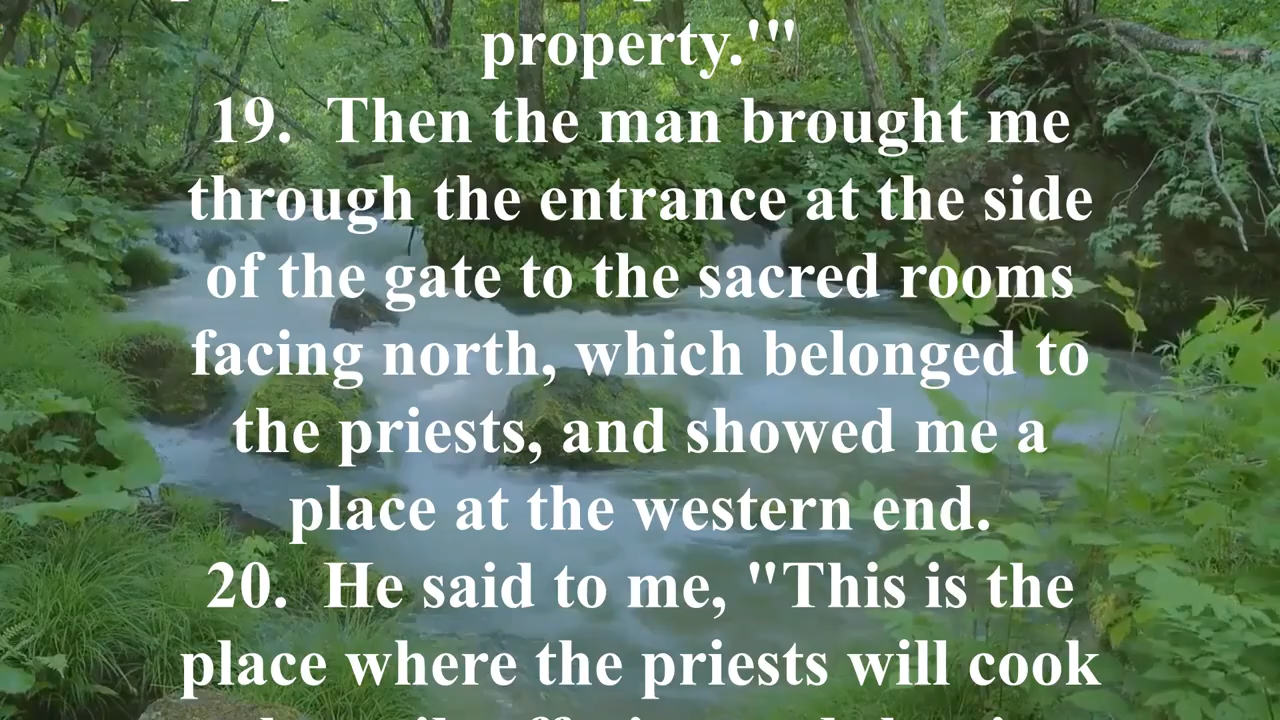 property.'"
19. Then the man brought me
through the entrance at the side
of the gate to the sacred rooms
facing north, which belonged to
the priests, and showed me a
place at the western end.
20. He said to me, "This is the
place where the priests will cook